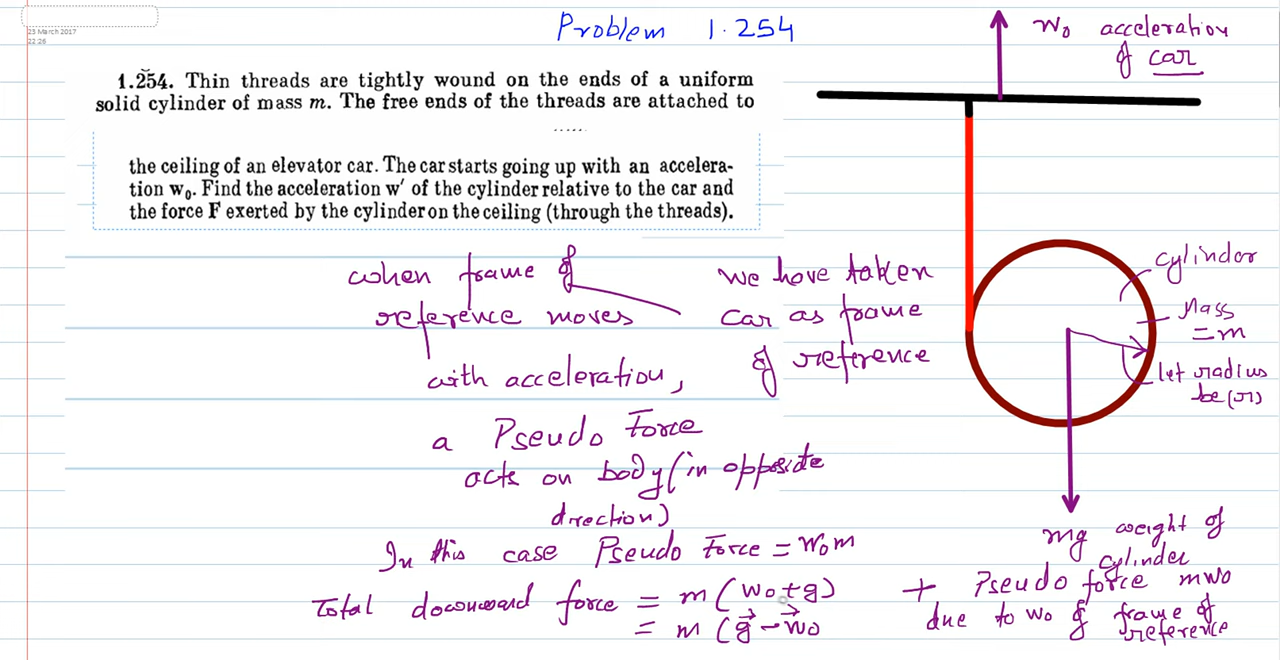 23 March 2017
22:26
Problem 1.254
1.254. Thin threads are tightly wound on the ends of a uniform
solid cylinder of mass m. The free ends of the threads are attached to
the ceiling of an elevator car. The car starts going up with an accelera-
tion w₀. Find the acceleration w' of the cylinder relative to the car and
the force F exerted by the cylinder on the ceiling (through the threads).
when frame of
reference moves
with acceleration,
a Pseudo Force
acts on body (in opposite
direction)
In this case Pseudo Force = w₀m
Total downward force = m (w₀+g)
= m (g⃗ - w⃗₀
we have taken
car as frame
of reference
w₀ acceleration
of car
cylinder
Mass
= m
let radius
be (r)
mg weight of
cylinder
+ Pseudo force mw₀
due to w₀ of frame of
reference